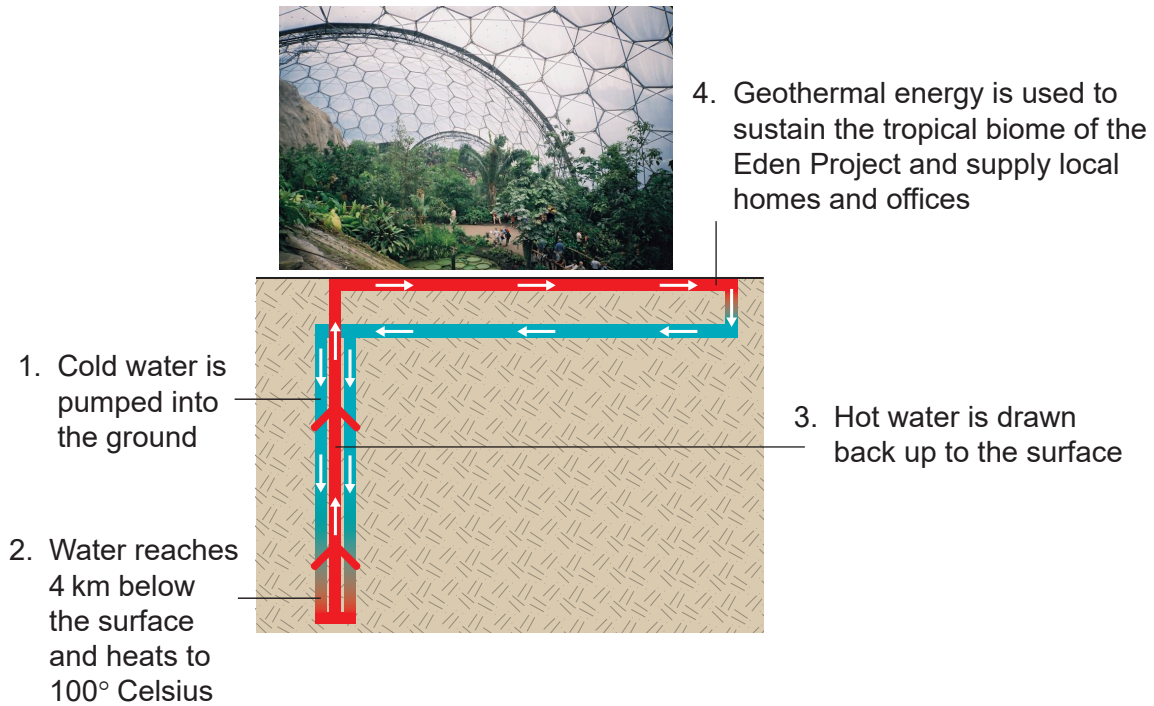 1. Cold water is
pumped into
the ground
2. Water reaches
4 km below
the surface
and heats to
100° Celsius
3. Hot water is drawn
back up to the surface
4. Geothermal energy is used to
sustain the tropical biome of the
Eden Project and supply local
homes and offices